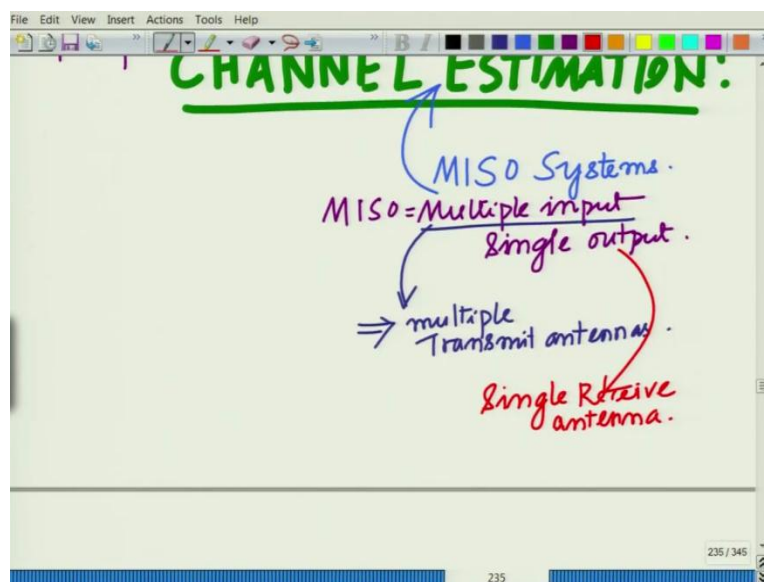 File Edit View Insert Actions Tools Help
B I
CHANNEL ESTIMATION:
MISO Systems.
MISO = Multiple input
Single output.
⇒ multiple
Transmit antennas.
Single Receive
antenna.
235 / 345
235